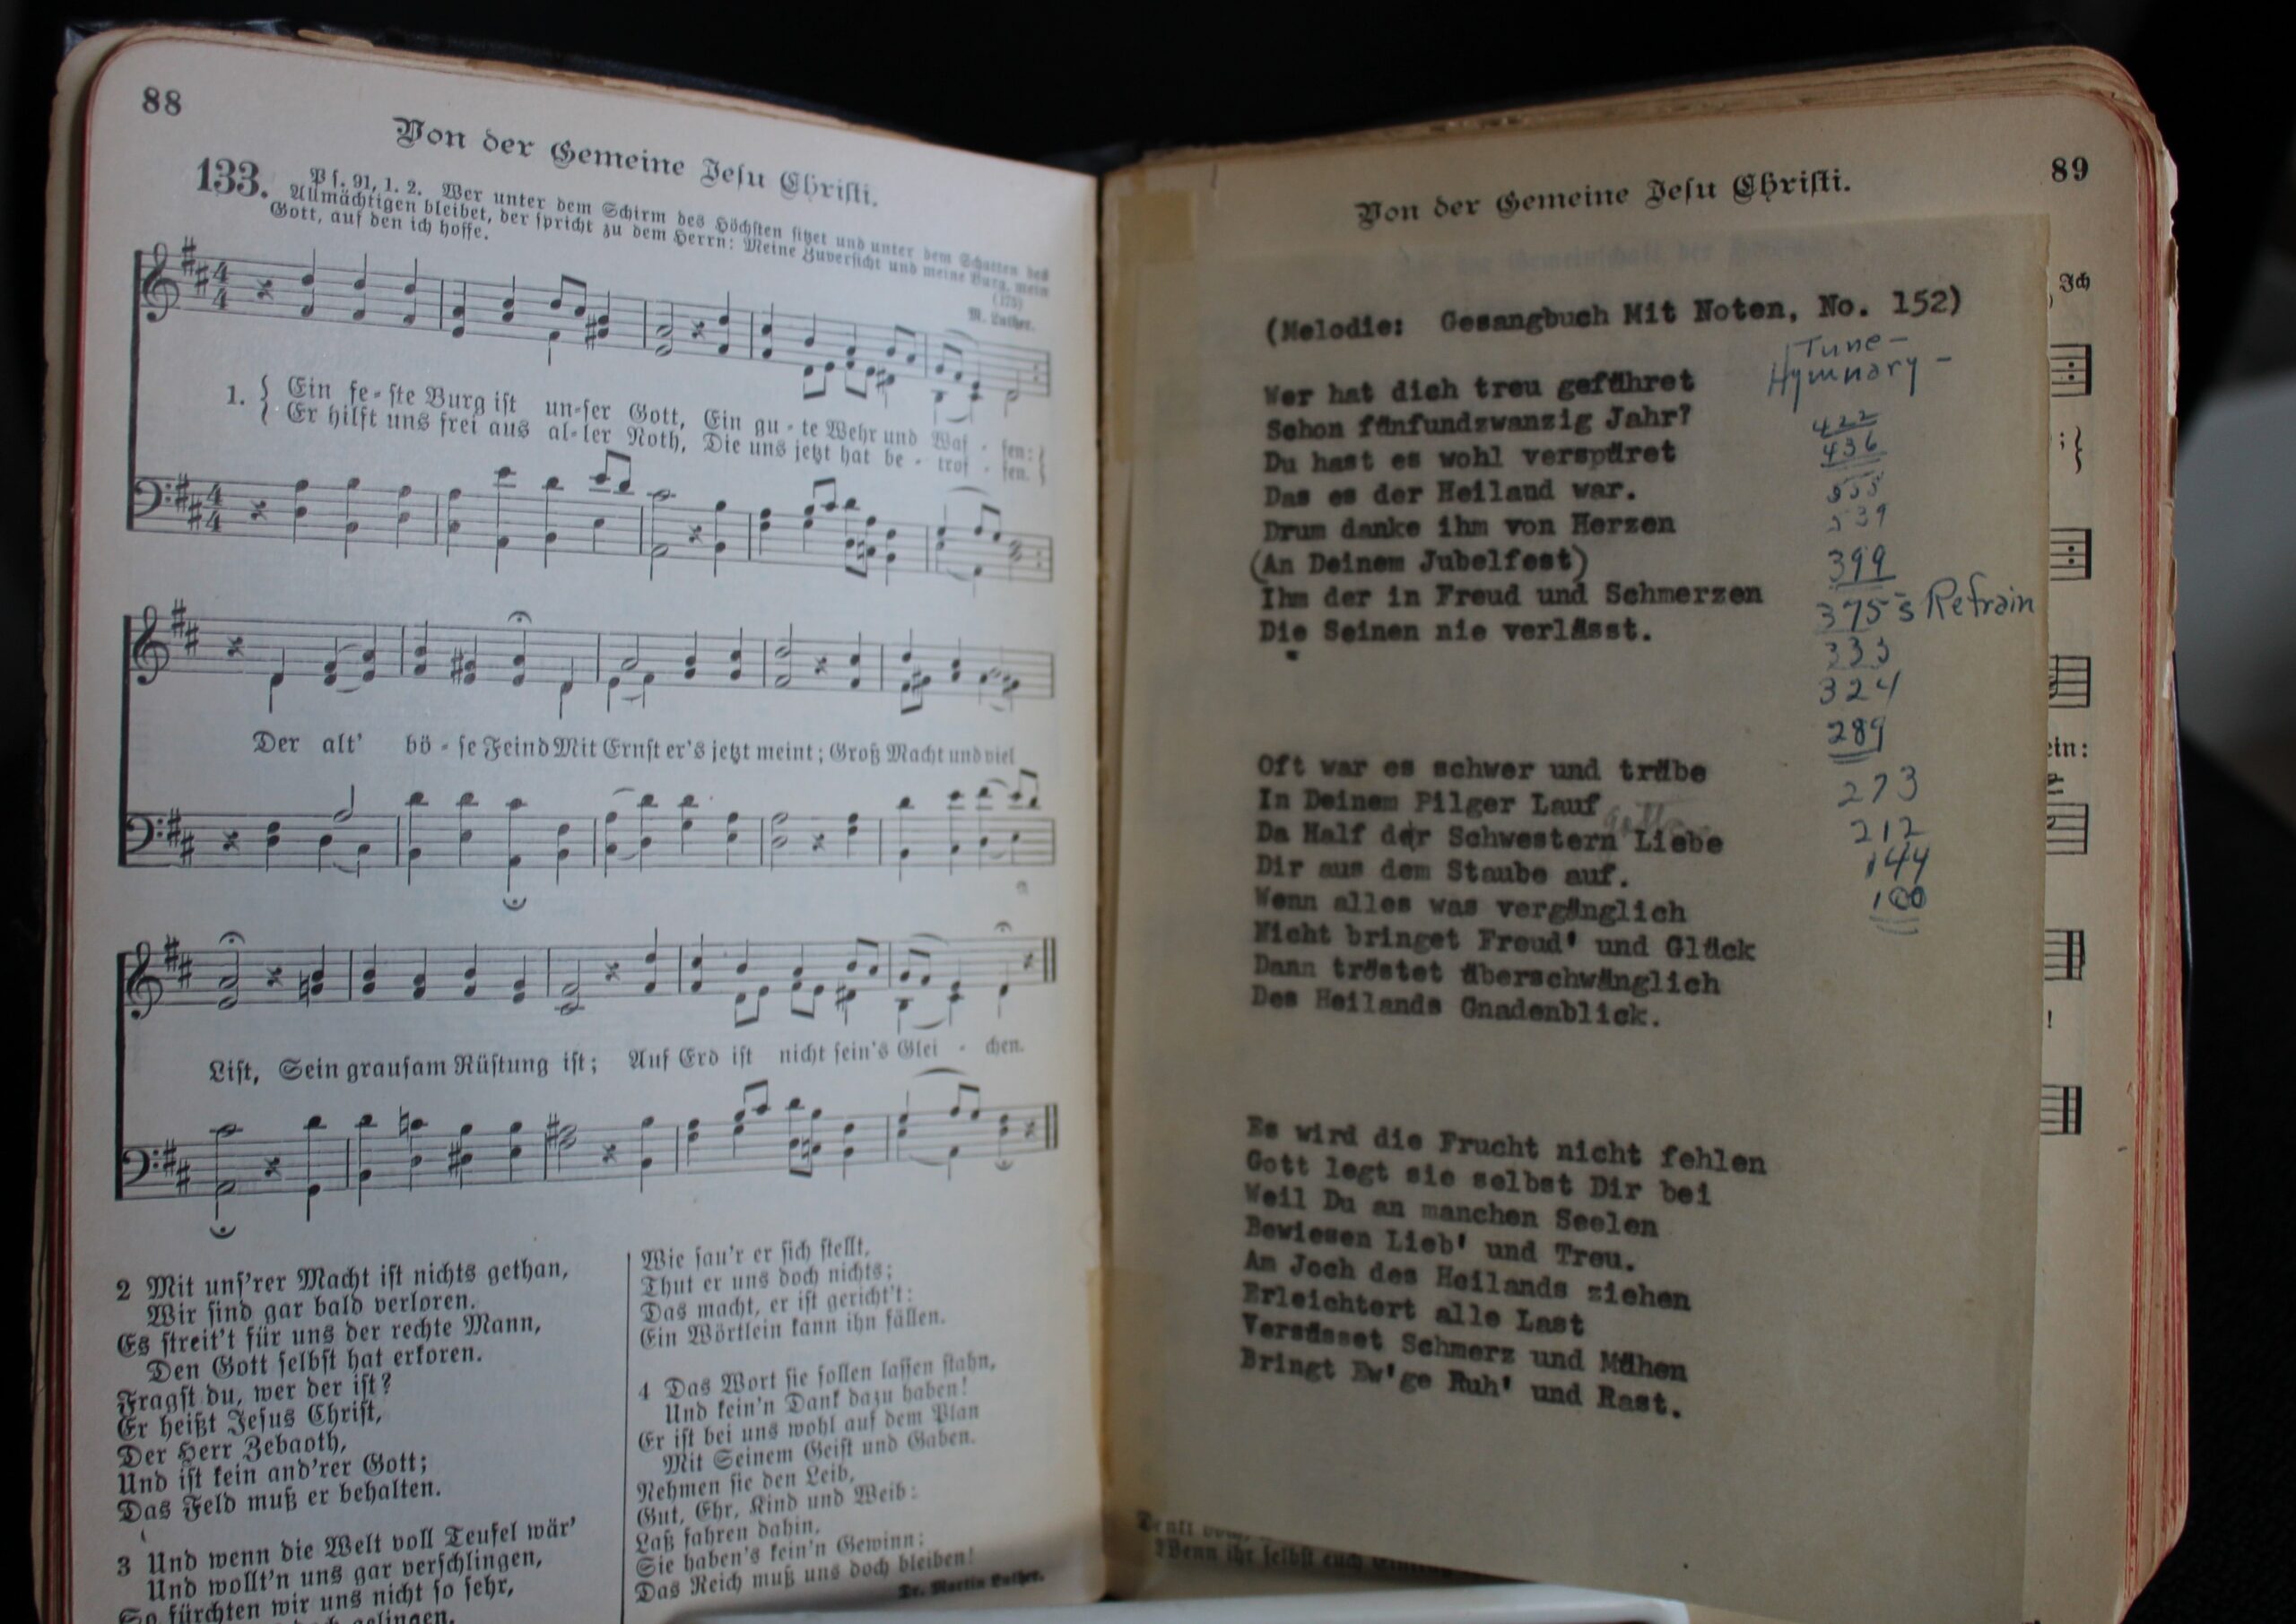 88
Von der Gemeine Jesu Christi.
133. Ps. 91, 1. 2. Wer unter dem Schirm des Höchsten sitzet und unter dem Schatten des
Allmächtigen bleibet, der spricht zu dem Herrn: Meine Zuversicht und meine Burg, mein
Gott, auf den ich hoffe.
M. Luther.
1. { Ein fe-ste Burg ist un-ser Gott, Ein gu-te Wehr und Waf-fen: }
{ Er hilft uns frei aus al-ler Noth, Die uns jetzt hat be-trof-fen. }
Der alt' bö-se Feind Mit Ernst er's jetzt meint; Groß Macht und viel
List, Sein grausam Rüstung ist; Auf Erd ist nicht sein's Glei-chen.
2 Mit uns'rer Macht ist nichts gethan,
Wir sind gar bald verloren.
Es streit't für uns der rechte Mann,
Den Gott selbst hat erkoren.
Fragst du, wer der ist?
Er heißt Jesus Christ,
Der Herr Zebaoth,
Und ist kein and'rer Gott;
Das Feld muß er behalten.
3 Und wenn die Welt voll Teufel wär'
Und wollt'n uns gar verschlingen,
So fürchten wir uns nicht so sehr,
gelingen.
Wie sau'r er sich stellt,
Thut er uns doch nichts;
Das macht, er ist gericht't:
Ein Wörtlein kann ihn fällen.
4 Das Wort sie sollen lassen stahn,
Und kein'n Dank dazu haben!
Er ist bei uns wohl auf dem Plan
Mit Seinem Geist und Gaben.
Nehmen sie den Leib,
Gut, Ehr, Kind und Weib:
Laß fahren dahin,
Sie haben's kein'n Gewinn;
Das Reich muß uns doch bleiben!
Dr. Martin Luther.
89
Von der Gemeine Jesu Christi.
Ich
(Melodie: Gesangbuch Mit Noten, No. 152)
Tune-
Hymnary-
Wer hat dich treu geführet
Schon fünfundzwanzig Jahr?
Du hast es wohl verspüret
Das es der Heiland war.
Drum danke ihm von Herzen
(An Deinem Jubelfest)
Ihm der in Freud und Schmerzen
Die Seinen nie verlässt.
422
436
555
539
399
375-s Refrain
333
324
289
273
212
144
100
Oft war es schwer und trübe
In Deinem Pilger Lauf
Da Half der Schwestern Liebe
Dir aus dem Staube auf.
Wenn alles was vergänglich
Nicht bringet Freud' und Glück
Dann tröstet überschwänglich
Des Heilands Gnadenblick.
Es wird die Frucht nicht fehlen
Gott legt sie selbst Dir bei
Weil Du an manchen Seelen
Bewiesen Lieb' und Treu.
Am Joch des Heilands ziehen
Erleichtert alle Last
Versüsset Schmerz und Mühen
Bringt Ew'ge Ruh' und Rast.
ein:
Wenn ihr selbst euch